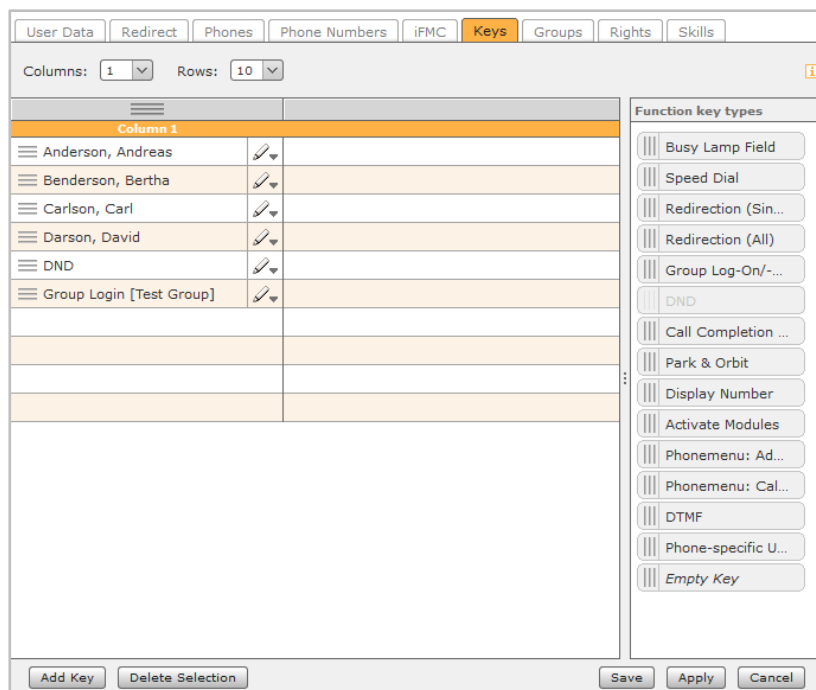 User Data Redirect Phones Phone Numbers iFMC Keys Groups Rights Skills
Columns: 1 Rows: 10
Function key types
Column 1
Anderson, Andreas
Benderson, Bertha
Carlson, Carl
Darson, David
DND
Group Login [Test Group]
Busy Lamp Field
Speed Dial
Redirection (Sin...
Redirection (All)
Group Log-On/-...
DND
Call Completion ...
Park & Orbit
Display Number
Activate Modules
Phonemenu: Ad...
Phonemenu: Cal...
DTMF
Phone-specific U...
Empty Key
Add Key Delete Selection Save Apply Cancel